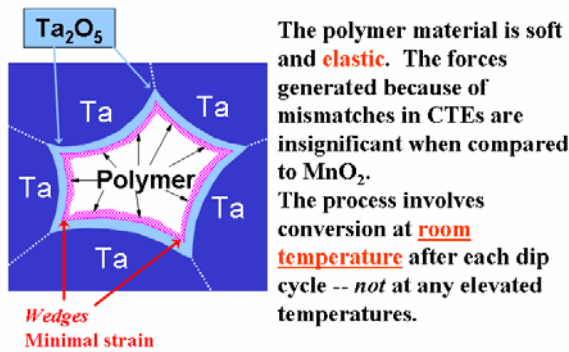 Ta₂O₅
Ta
Ta
Ta
Ta
Ta
Polymer
Wedges
Minimal strain
The polymer material is soft
and elastic. The forces
generated because of
mismatches in CTEs are
insignificant when compared
to MnO₂.
The process involves
conversion at room
temperature after each dip
cycle -- not at any elevated
temperatures.